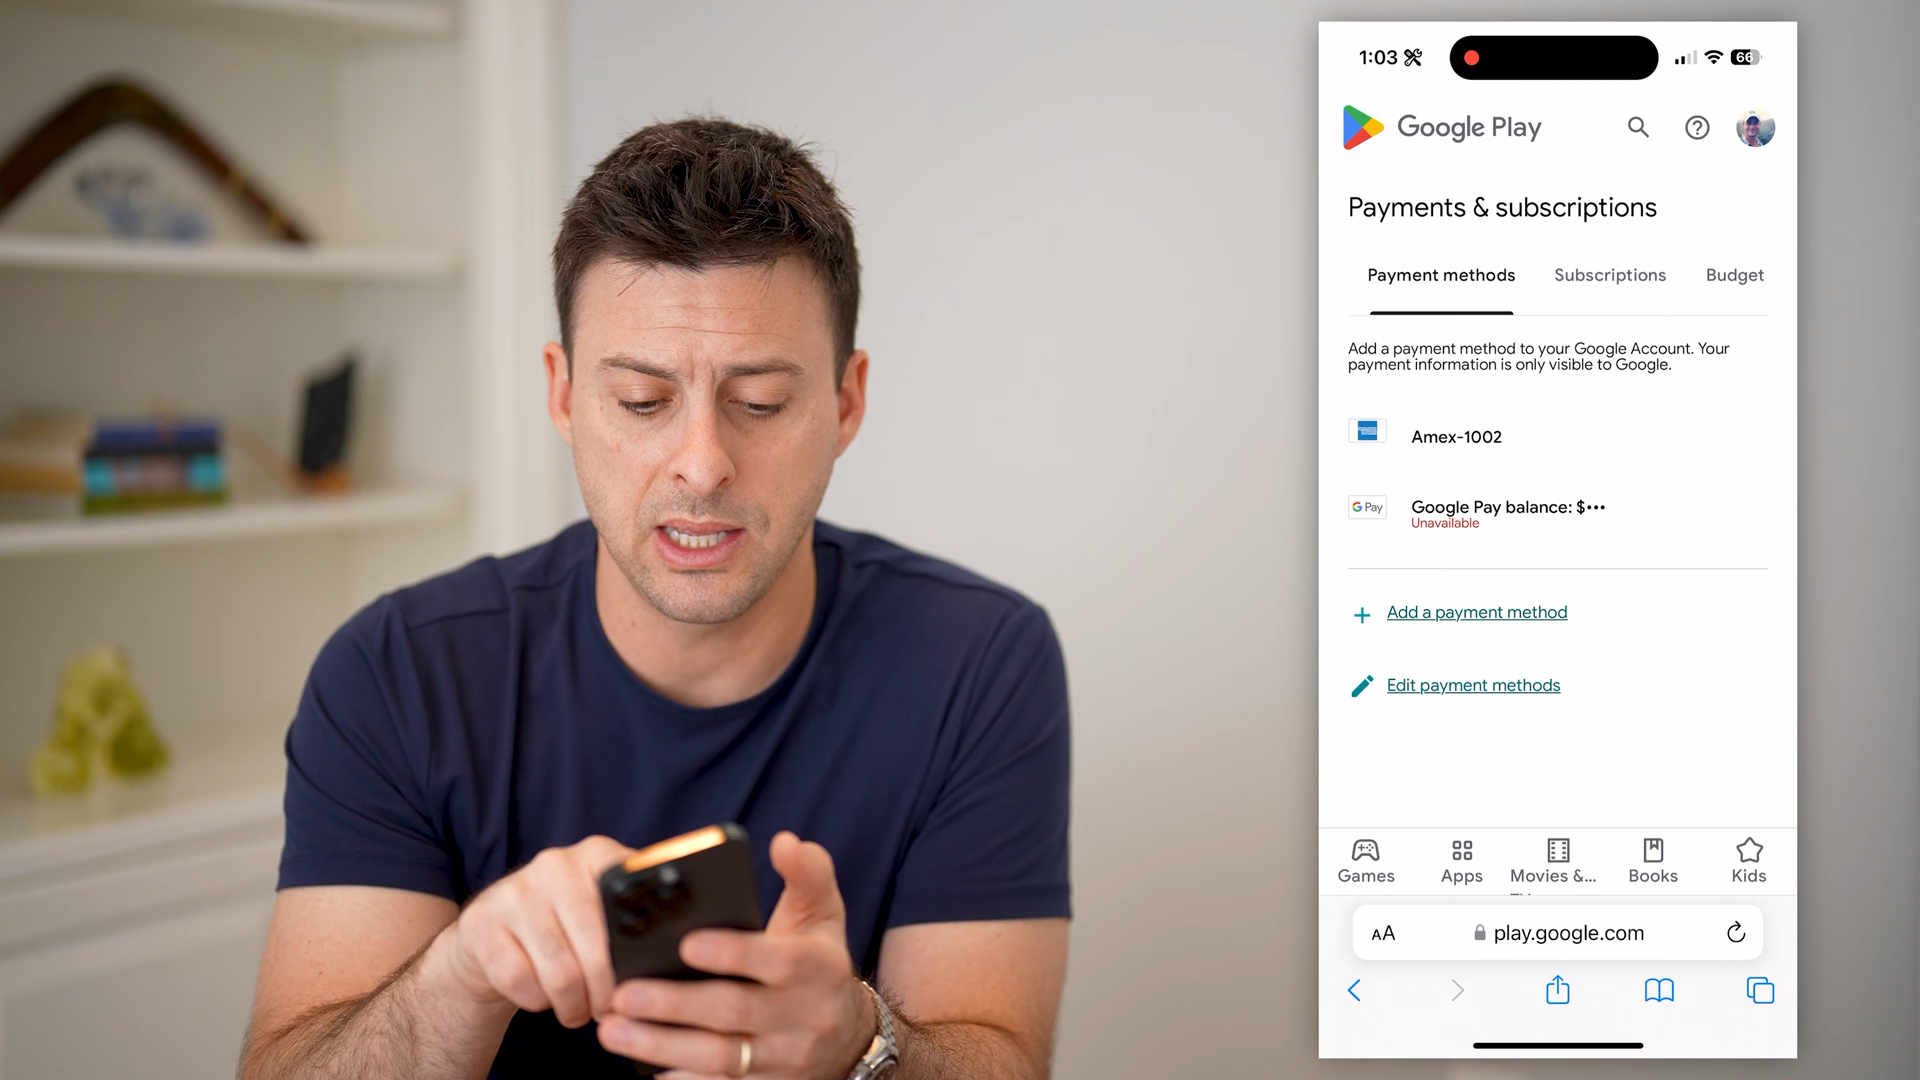 1:03
66
Google Play
Payments & subscriptions
Payment methods Subscriptions Budget
Add a payment method to your Google Account. Your
payment information is only visible to Google.
Amex-1002
G Pay Google Pay balance: $•••
Unavailable
+ Add a payment method
Edit payment methods
Games Apps Movies &... Books Kids
AA play.google.com